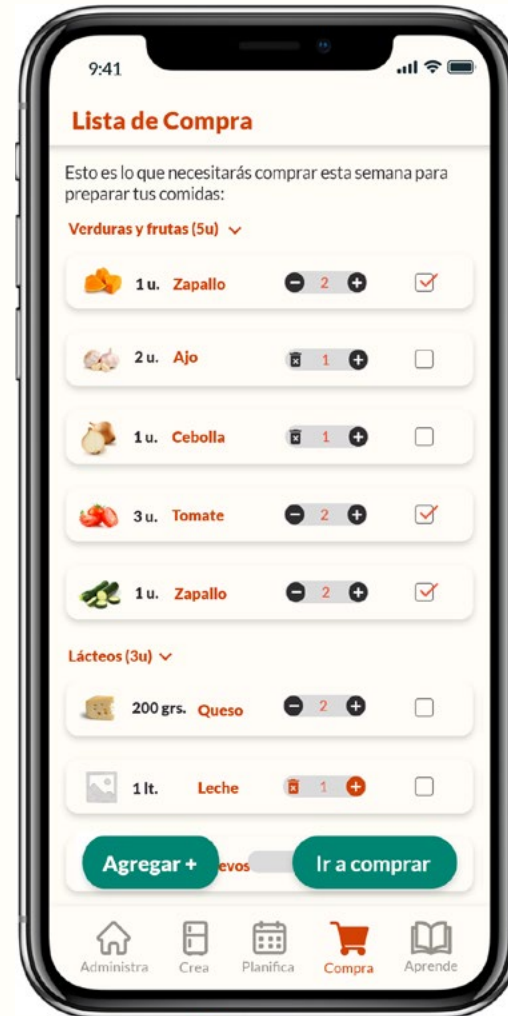 9:41
Lista de Compra
Esto es lo que necesitarás comprar esta semana para
preparar tus comidas:
Verduras y frutas (5u)
1 u. Zapallo 2
2 u. Ajo 1
1 u. Cebolla 1
3 u. Tomate 2
1 u. Zapallo 2
Lácteos (3u)
200 grs. Queso 2
1 lt. Leche 1
Agregar + evos Ir a comprar
Administra Crea Planifica Compra Aprende